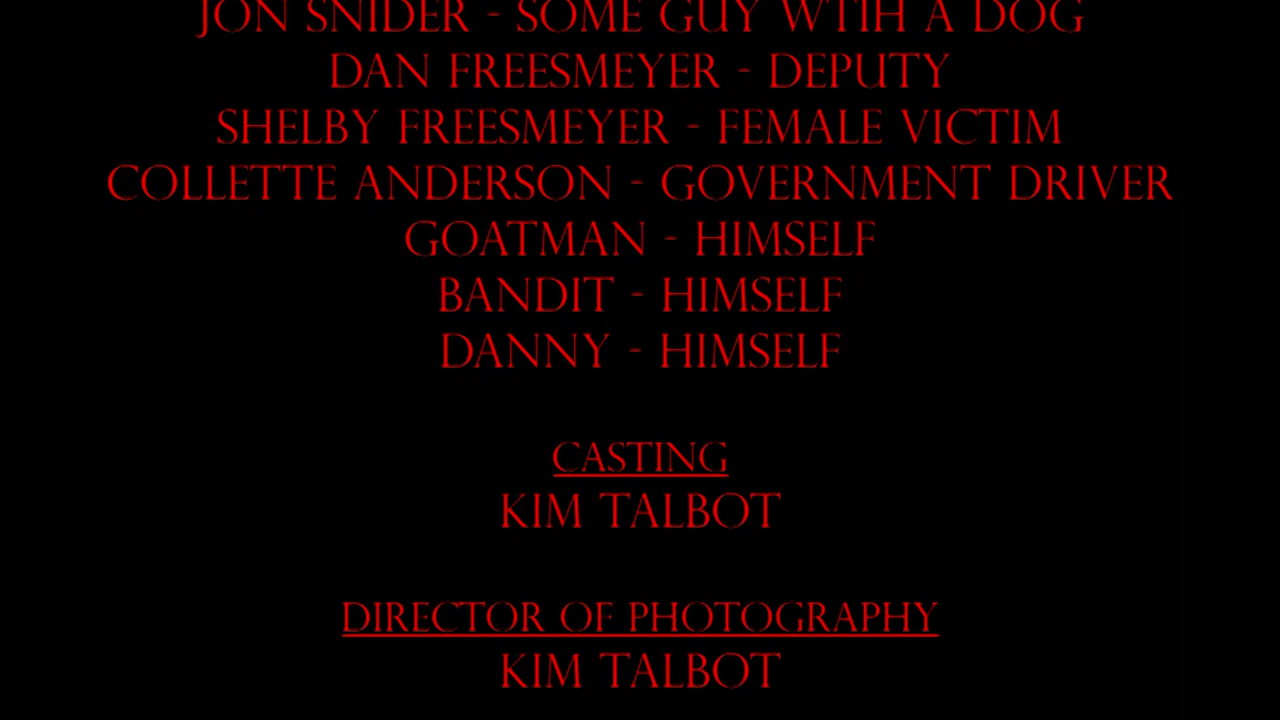 JON SNIDER - SOME GUY WTIH A DOG
DAN FREESMEYER - DEPUTY
SHELBY FREESMEYER - FEMALE VICTIM
COLLETTE ANDERSON - GOVERNMENT DRIVER
GOATMAN - HIMSELF
BANDIT - HIMSELF
DANNY - HIMSELF
CASTING
KIM TALBOT
DIRECTOR OF PHOTOGRAPHY
KIM TALBOT